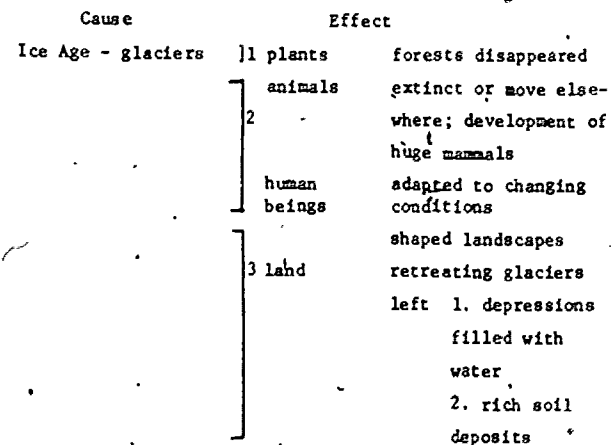 Cause Effect
Ice Age - glaciers ]1 plants forests disappeared
animals extinct or move else-
2 where; development of
huge mammals
human adapted to changing
beings conditions
shaped landscapes
3 land retreating glaciers
left 1. depressions
filled with
water
2. rich soil
deposits